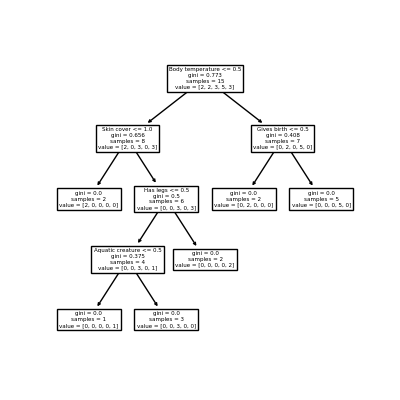 Body temperature <= 0.5
gini = 0.773
samples = 15
value = [2, 2, 3, 5, 3]
Skin cover <= 1.0
gini = 0.656
samples = 8
value = [2, 0, 3, 0, 3]
Gives birth <= 0.5
gini = 0.408
samples = 7
value = [0, 2, 0, 5, 0]
gini = 0.0
samples = 2
value = [2, 0, 0, 0, 0]
Has legs <= 0.5
gini = 0.5
samples = 6
value = [0, 0, 3, 0, 3]
gini = 0.0
samples = 2
value = [0, 2, 0, 0, 0]
gini = 0.0
samples = 5
value = [0, 0, 0, 5, 0]
Aquatic creature <= 0.5
gini = 0.375
samples = 4
value = [0, 0, 3, 0, 1]
gini = 0.0
samples = 2
value = [0, 0, 0, 0, 2]
gini = 0.0
samples = 1
value = [0, 0, 0, 0, 1]
gini = 0.0
samples = 3
value = [0, 0, 3, 0, 0]